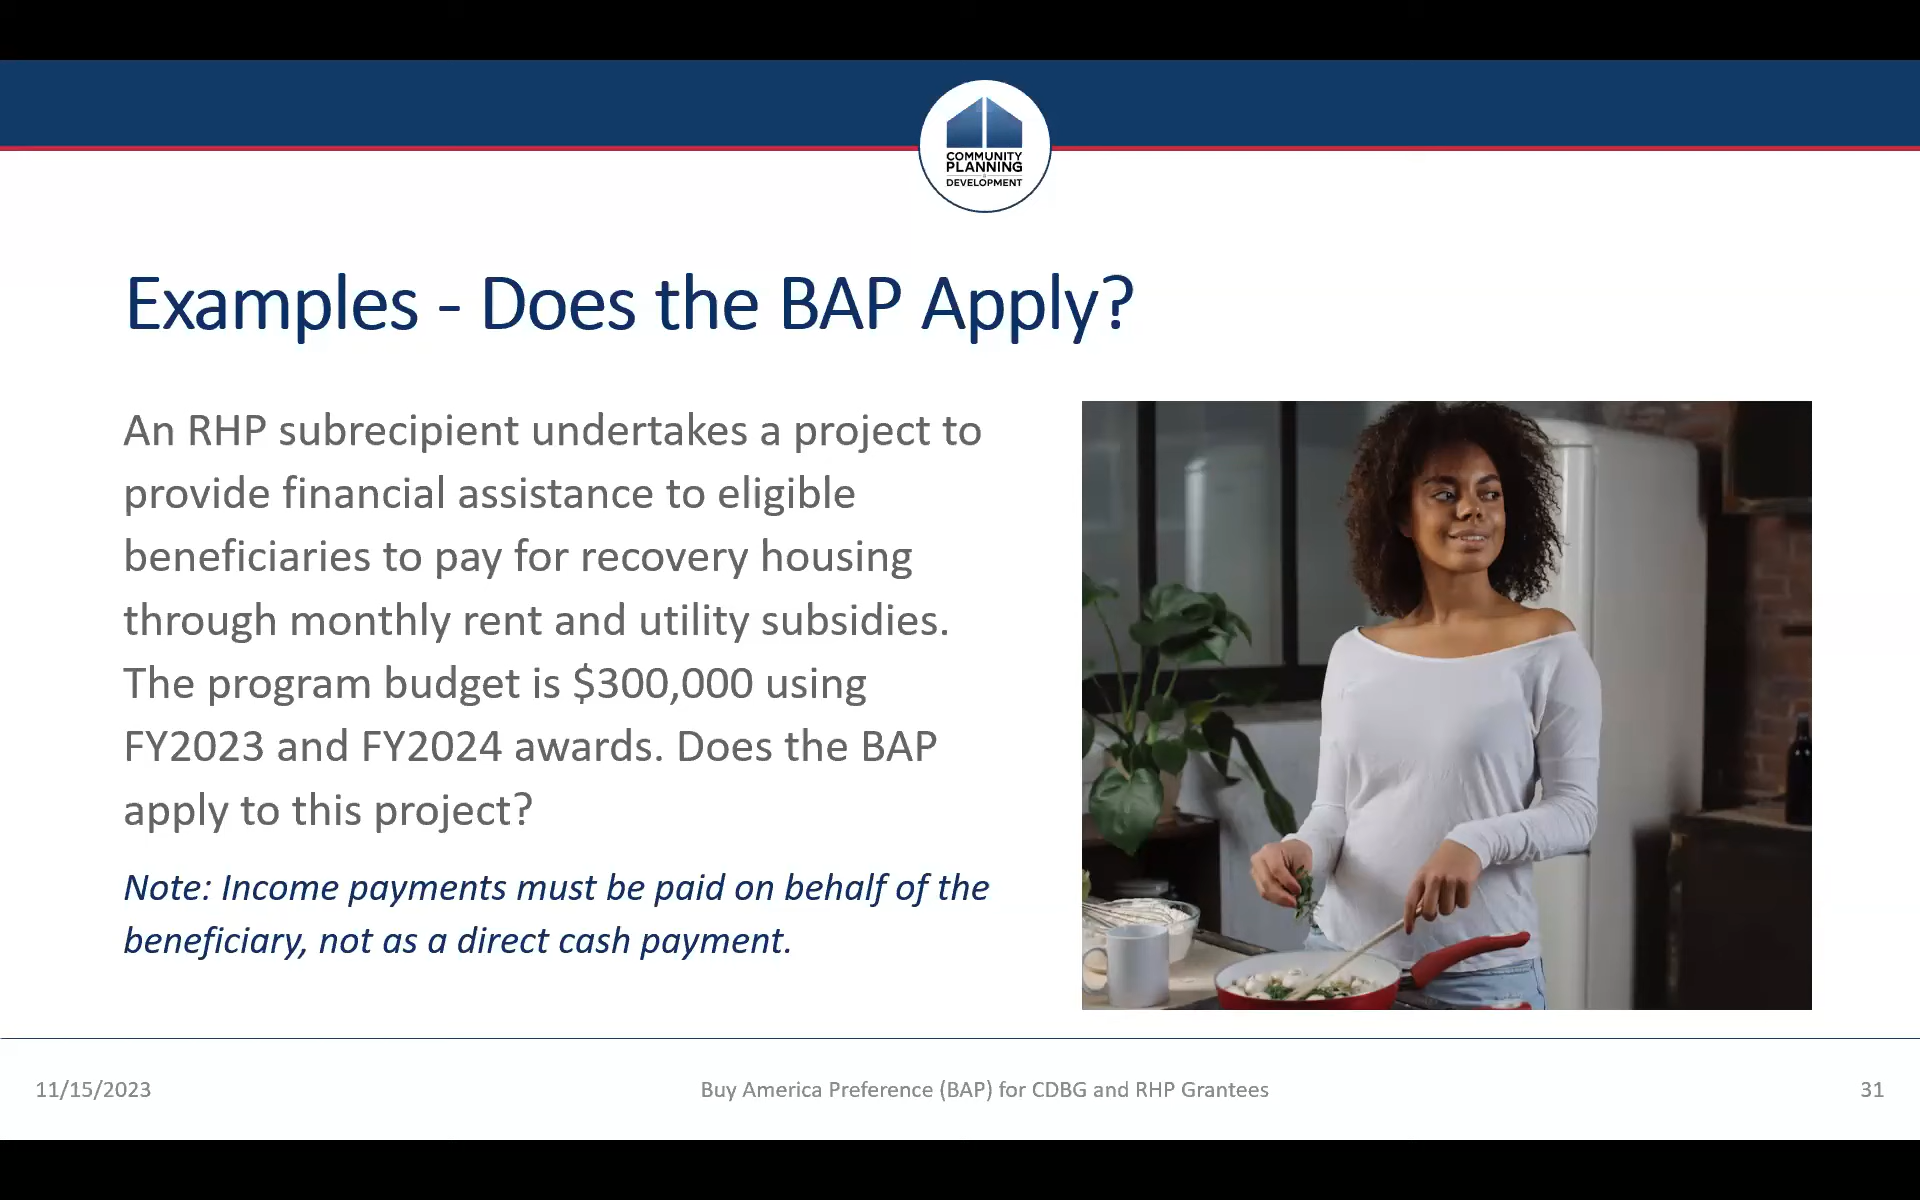 COMMUNITY
PLANNING
DEVELOPMENT
Examples - Does the BAP Apply?
An RHP subrecipient undertakes a project to
provide financial assistance to eligible
beneficiaries to pay for recovery housing
through monthly rent and utility subsidies.
The program budget is $300,000 using
FY2023 and FY2024 awards. Does the BAP
apply to this project?
Note: Income payments must be paid on behalf of the
beneficiary, not as a direct cash payment.
11/15/2023
Buy America Preference (BAP) for CDBG and RHP Grantees
31